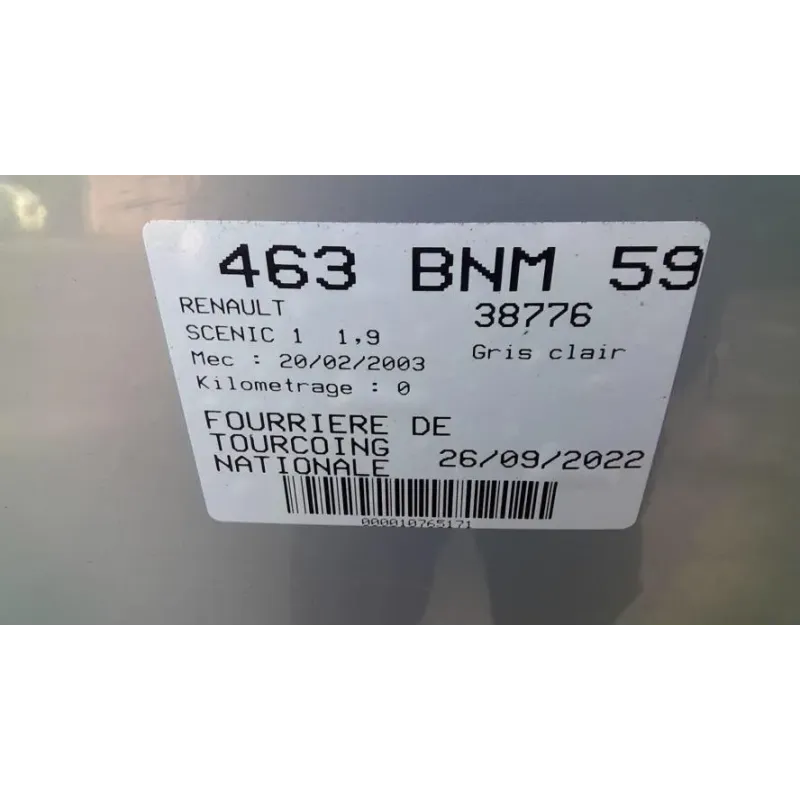 463 BNM 59
RENAULT 38776
SCENIC 1 1,9
Mec : 20/02/2003 Gris clair
Kilometrage : 0
FOURRIERE DE
TOURCOING
NATIONALE 26/09/2022
000010765171